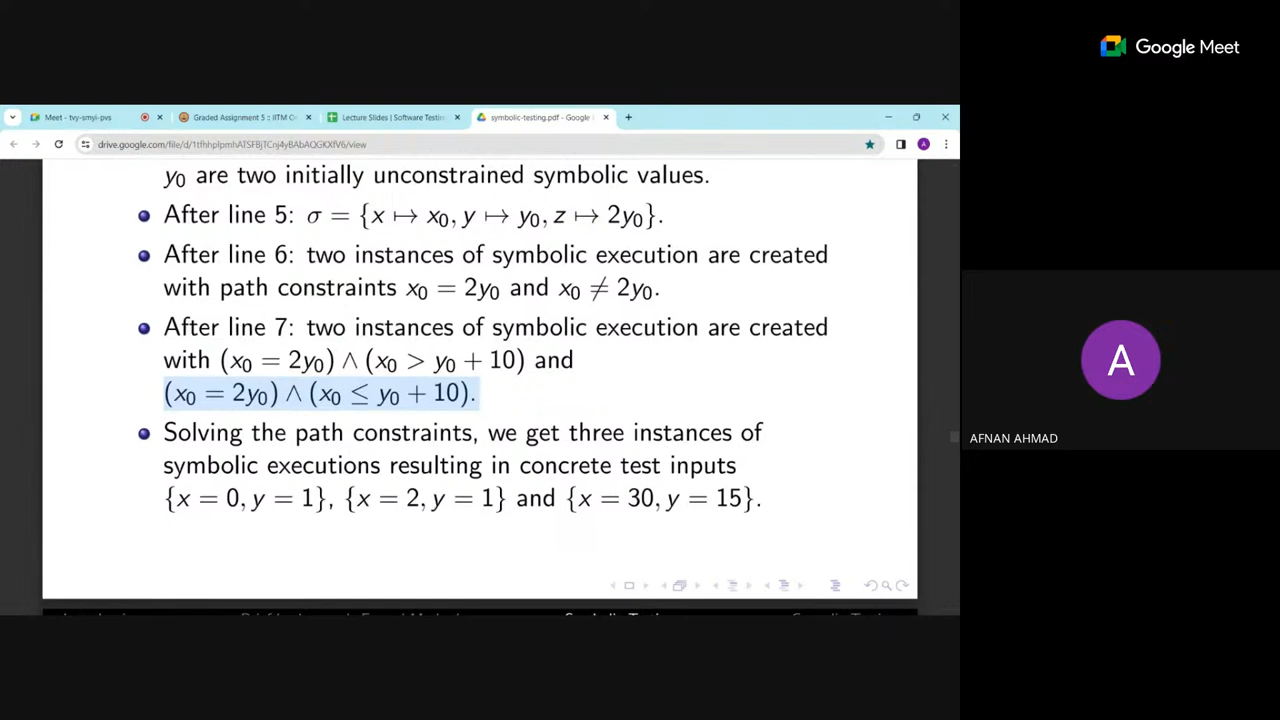 Google Meet
Meet - tvy-smyi-pvs
Graded Assignment 5 :: IITM O
Lecture Slides | Software Testin
symbolic-testing.pdf - Google
drive.google.com/file/d/1tfhhplpmhATSFBjTCnj4yBAbAQGKXfV6/view
y₀ are two initially unconstrained symbolic values.
After line 5: σ = {x ↦ x₀, y ↦ y₀, z ↦ 2y₀}.
After line 6: two instances of symbolic execution are created
with path constraints x₀ = 2y₀ and x₀ ≠ 2y₀.
After line 7: two instances of symbolic execution are created
with (x₀ = 2y₀) ∧ (x₀ > y₀ + 10) and
(x₀ = 2y₀) ∧ (x₀ ≤ y₀ + 10).
Solving the path constraints, we get three instances of
symbolic executions resulting in concrete test inputs
{x = 0, y = 1}, {x = 2, y = 1} and {x = 30, y = 15}.
A
AFNAN AHMAD